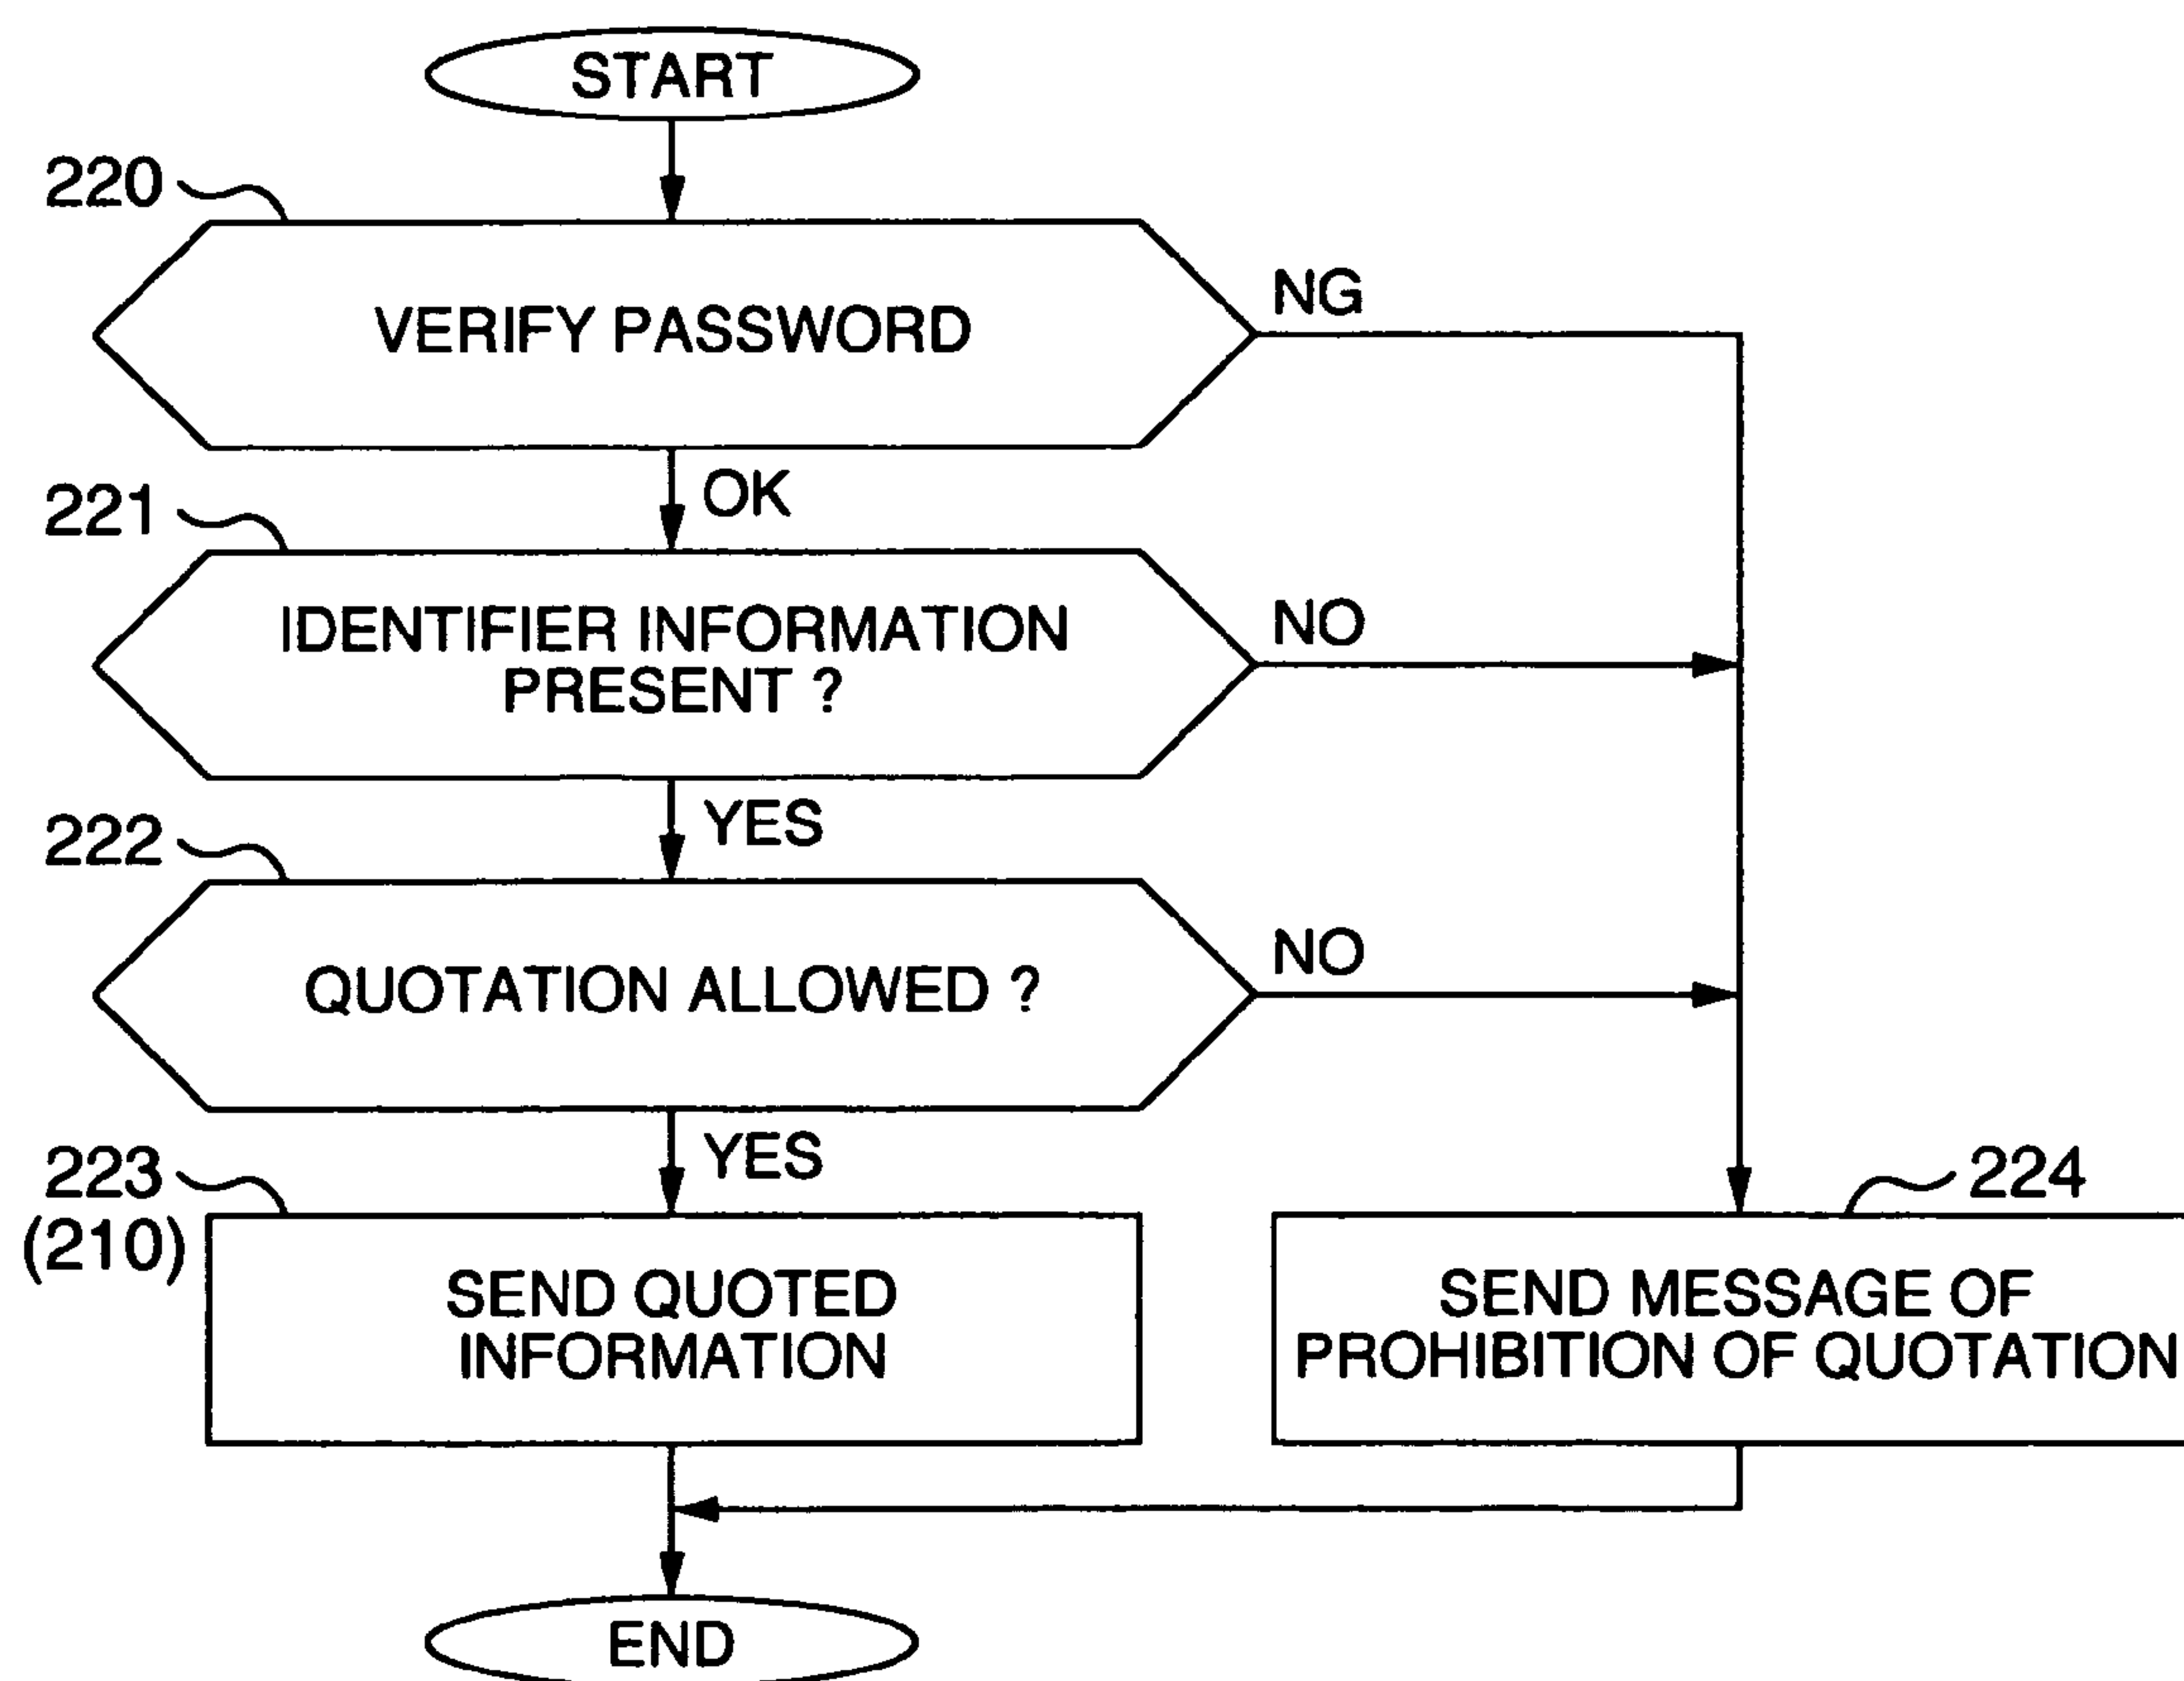 START
220
VERIFY PASSWORD
NG
OK
221
IDENTIFIER INFORMATION
PRESENT ?
NO
YES
222
QUOTATION ALLOWED ?
NO
YES
223
(210)
SEND QUOTED
INFORMATION
224
SEND MESSAGE OF
PROHIBITION OF QUOTATION
END